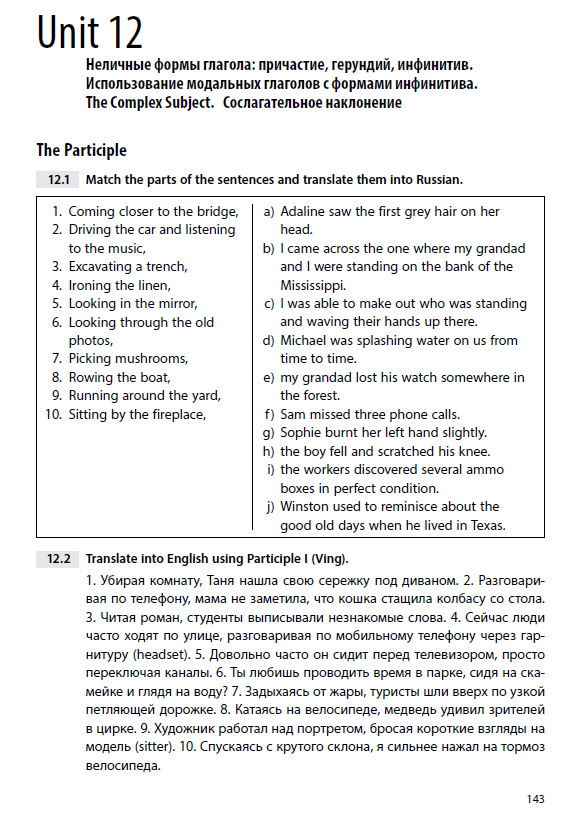 Unit 12
Неличные формы глагола: причастие, герундий, инфинитив.
Использование модальных глаголов с формами инфинитива.
The Complex Subject. Сослагательное наклонение
The Participle
12.1 Match the parts of the sentences and translate them into Russian.
1. Coming closer to the bridge,
2. Driving the car and listening
to the music,
3. Excavating a trench,
4. Ironing the linen,
5. Looking in the mirror,
6. Looking through the old
photos,
7. Picking mushrooms,
8. Rowing the boat,
9. Running around the yard,
10. Sitting by the fireplace,
a) Adaline saw the first grey hair on her
head.
b) I came across the one where my grandad
and I were standing on the bank of the
Mississippi.
c) I was able to make out who was standing
and waving their hands up there.
d) Michael was splashing water on us from
time to time.
e) my grandad lost his watch somewhere in
the forest.
f) Sam missed three phone calls.
g) Sophie burnt her left hand slightly.
h) the boy fell and scratched his knee.
i) the workers discovered several ammo
boxes in perfect condition.
j) Winston used to reminisce about the
good old days when he lived in Texas.
12.2 Translate into English using Participle I (Ving).
1. Убирая комнату, Таня нашла свою сережку под диваном. 2. Разговари-
вая по телефону, мама не заметила, что кошка стащила колбасу со стола.
3. Читая роман, студенты выписывали незнакомые слова. 4. Сейчас люди
часто ходят по улице, разговаривая по мобильному телефону через гар-
нитуру (headset). 5. Довольно часто он сидит перед телевизором, просто
переключая каналы. 6. Ты любишь проводить время в парке, сидя на ска-
мейке и глядя на воду? 7. Задыхаясь от жары, туристы шли вверх по узкой
петляющей дорожке. 8. Катаясь на велосипеде, медведь удивил зрителей
в цирке. 9. Художник работал над портретом, бросая короткие взгляды на
модель (sitter). 10. Спускаясь с крутого склона, я сильнее нажал на тормоз
велосипеда.
143